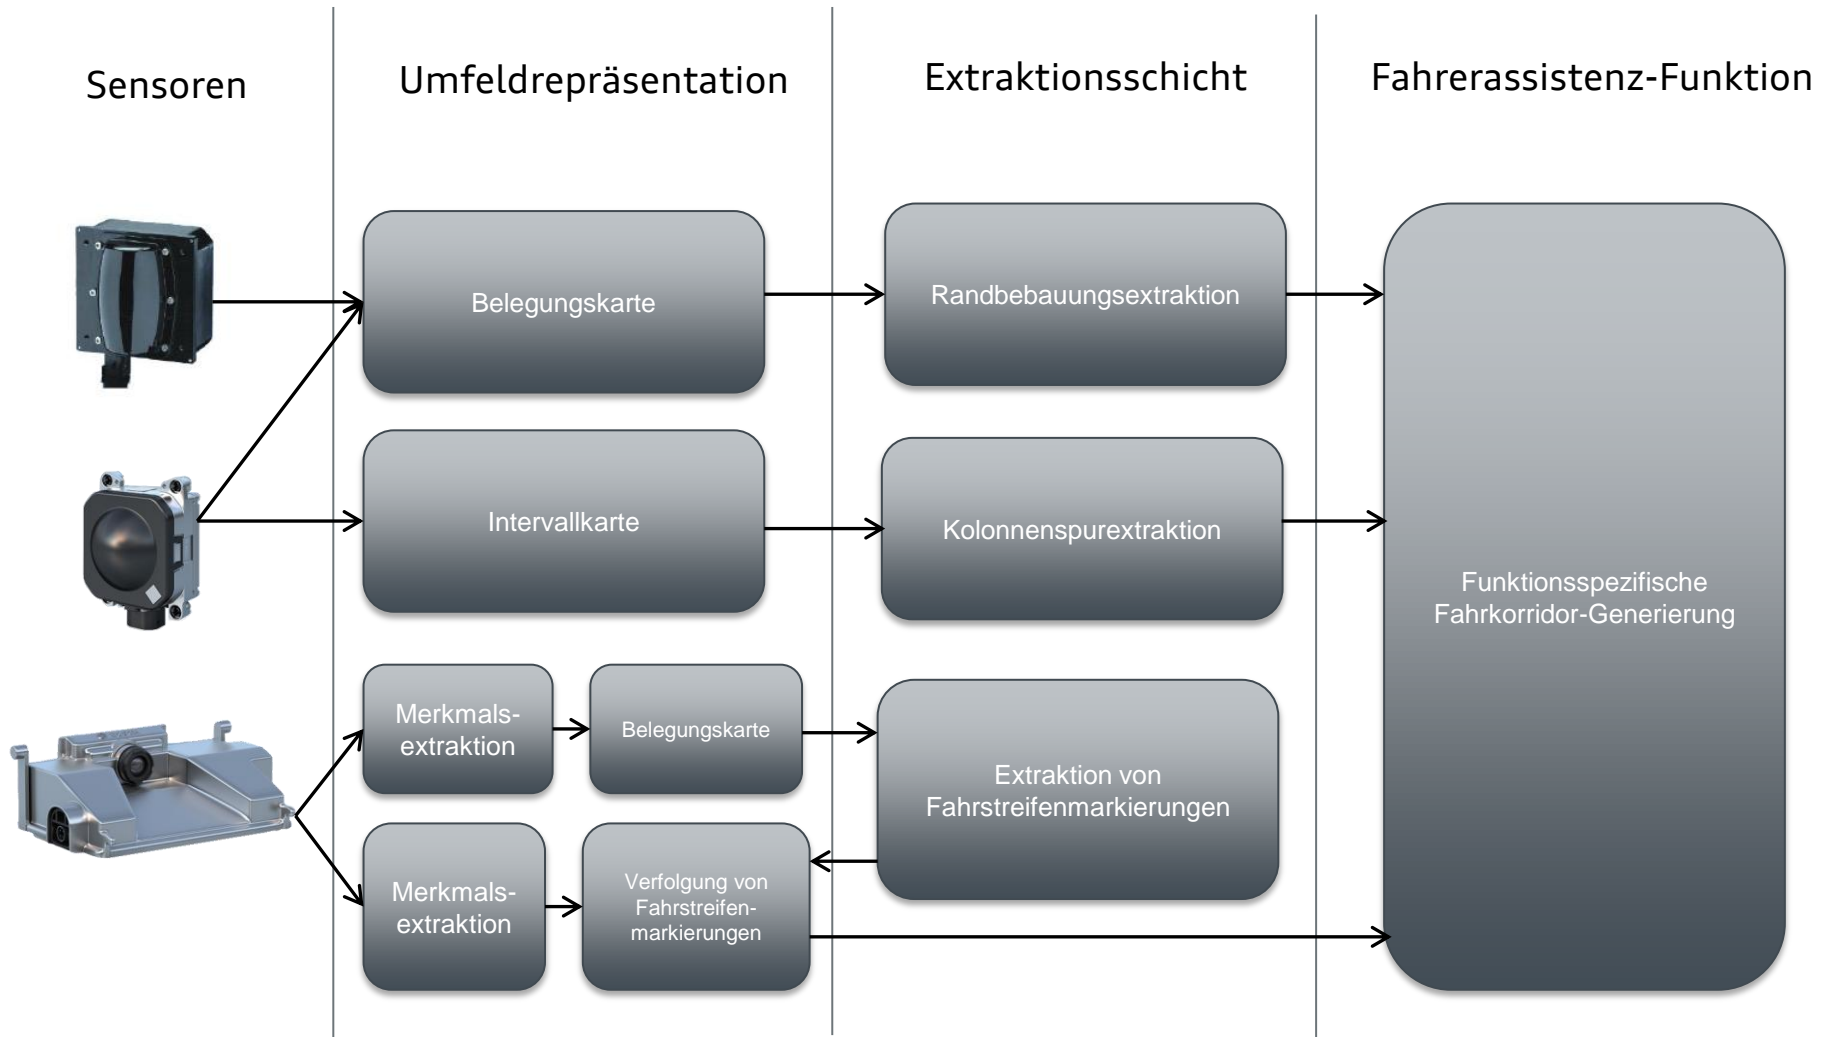 Sensoren
Umfeldrepräsentation
Extraktionsschicht
Fahrerassistenz-Funktion
Belegungskarte
Randbebauungsextraktion
Intervallkarte
Kolonnenspurextraktion
Funktionsspezifische
Fahrkorridor-Generierung
Merkmals-
extraktion
Belegungskarte
Extraktion von
Fahrstreifenmarkierungen
Merkmals-
extraktion
Verfolgung von
Fahrstreifen-
markierungen